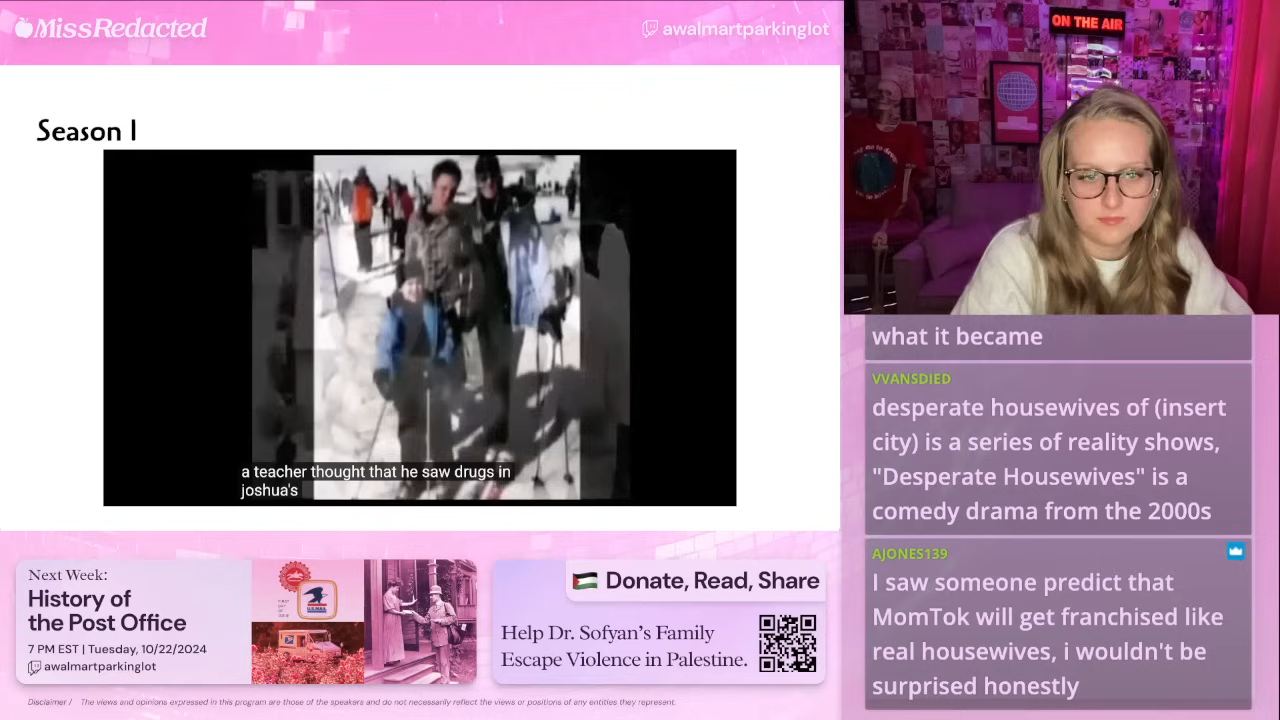 MissRedacted
awalmartparkinglot
ON THE AIR
Season 1
a teacher thought that he saw drugs in
joshua's
what it became
VVANSDIED
desperate housewives of (insert
city) is a series of reality shows,
"Desperate Housewives" is a
comedy drama from the 2000s
AJONES139
I saw someone predict that
MomTok will get franchised like
real housewives, i wouldn't be
surprised honestly
Next Week:
History of
the Post Office
7 PM EST | Tuesday, 10/22/2024
awalmartparkinglot
FIRST
DAY
OF
ISSUE
U.S.MAIL
Donate, Read, Share
Help Dr. Sofyan's Family
Escape Violence in Palestine.
Disclaimer / The views and opinions expressed in this program are those of the speakers and do not necessarily reflect the views or positions of any entities they represent.